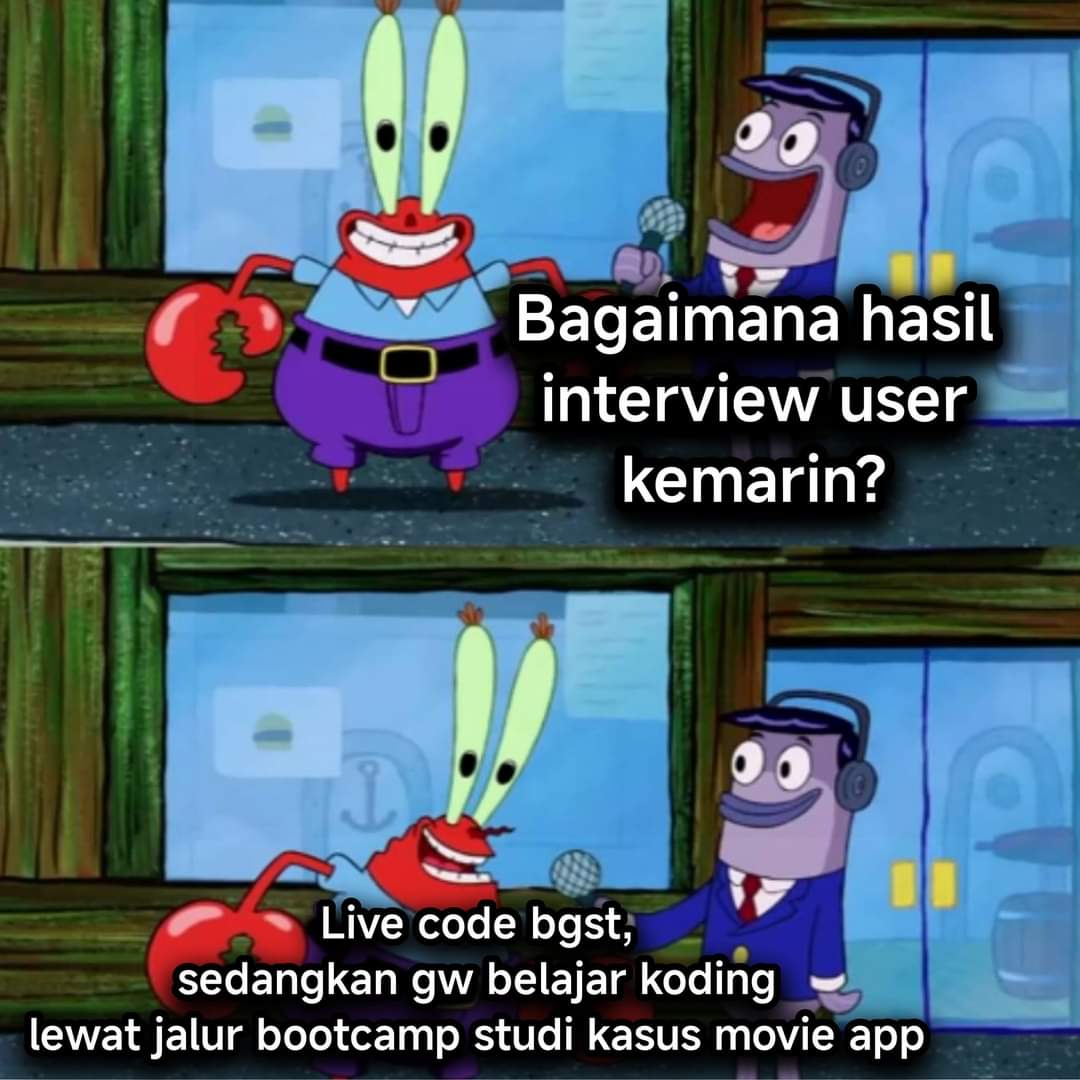 Bagaimana hasil
interview user
kemarin?
Live code bgst,
sedangkan gw belajar koding
lewat jalur bootcamp studi kasus movie app